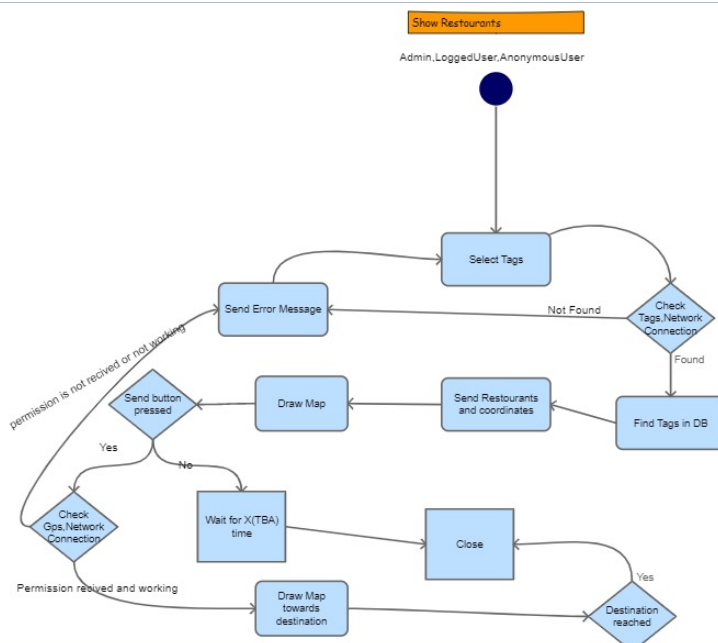 Show Restourants
Admin,LoggedUser,AnonymousUser
Select Tags
Send Error Message
Not Found
Check
Tags,Network
Connection
Found
permission is not recived or not working
Send button
pressed
Draw Map
Send Restourants
and coordinates
Find Tags in DB
Yes
No
Check
Gps,Network
Connection
Wait for X(TBA)
time
Close
Permission recived and working
Draw Map
towards
destination
Yes
Destination
reached